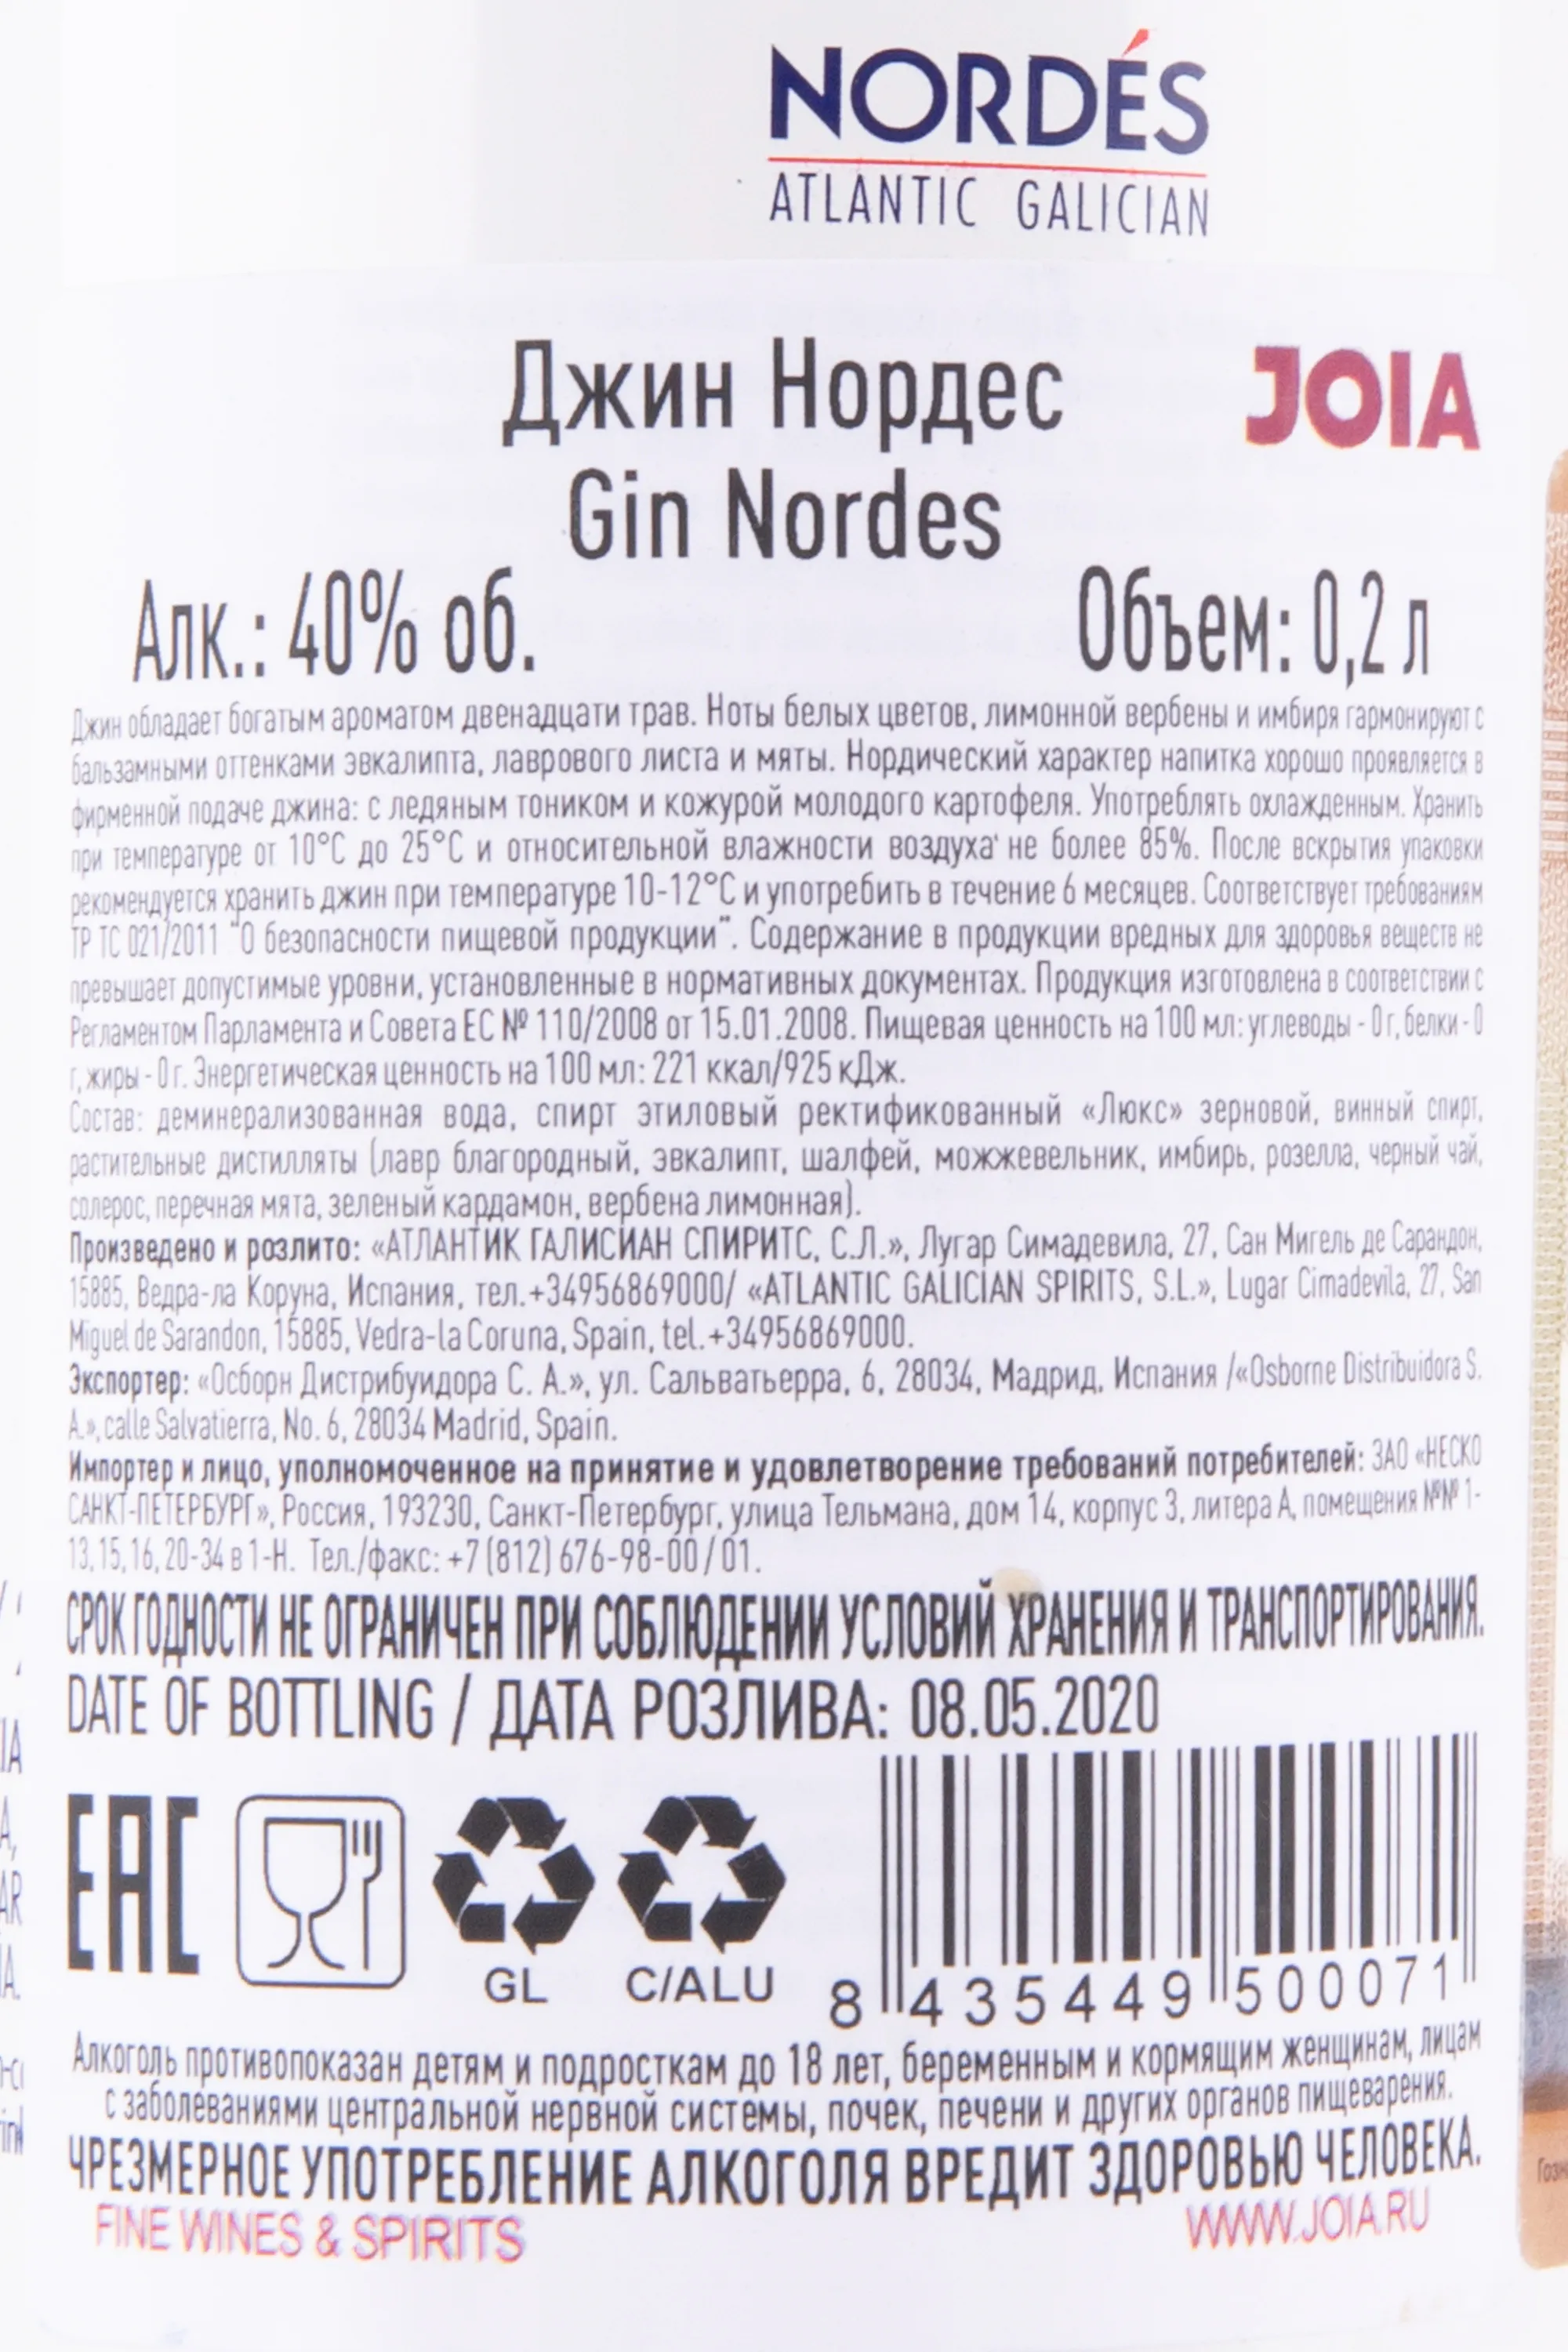 NORDÉS
ATLANTIC GALICIAN
Джин Нордес
JOIA
Gin Nordes
Алк.: 40% об.
Объем: 0,2 л
Джин обладает богатым ароматом двенадцати трав. Ноты белых цветов, лимонной вербены и имбиря гармонируют с
бальзамными оттенками эвкалипта, лаврового листа и мяты. Нордический характер напитка хорошо проявляется в
фирменной подаче джина: с ледяным тоником и кожурой молодого картофеля. Употреблять охлажденным. Хранить
при температуре от 10°C до 25°C и относительной влажности воздуха не более 85%. После вскрытия упаковки
рекомендуется хранить джин при температуре 10-12°C и употребить в течение 6 месяцев. Соответствует требованиям
ТР ТС 021/2011 "О безопасности пищевой продукции". Содержание в продукции вредных для здоровья веществ не
превышает допустимые уровни, установленные в нормативных документах. Продукция изготовлена в соответствии с
Регламентом Парламента и Совета ЕС № 110/2008 от 15.01.2008. Пищевая ценность на 100 мл: углеводы - 0 г, белки - 0
г, жиры - 0 г. Энергетическая ценность на 100 мл: 221 ккал/925 кДж.
Состав: деминерализованная вода, спирт этиловый ректификованный «Люкс» зерновой, винный спирт,
растительные дистилляты (лавр благородный, эвкалипт, шалфей, можжевельник, имбирь, розелла, черный чай,
солерос, перечная мята, зеленый кардамон, вербена лимонная).
Произведено и розлито: «АТЛАНТИК ГАЛИСИАН СПИРИТС, С.Л.», Лугар Симадевила, 27, Сан Мигель де Сарандон,
15885, Ведра-ла Коруна, Испания, тел.+34956869000/ «ATLANTIC GALICIAN SPIRITS, S.L.», Lugar Cimadevila, 27, San
Miguel de Sarandon, 15885, Vedra-la Coruna, Spain, tel.+34956869000.
Экспортер: «Осборн Дистрибуидора С. А.», ул. Сальватьерра, 6, 28034, Мадрид, Испания /«Osborne Distribuidora S.
A.», calle Salvatierra, No. 6, 28034 Madrid, Spain.
Импортер и лицо, уполномоченное на принятие и удовлетворение требований потребителей: ЗАО «НЕСКО
САНКТ-ПЕТЕРБУРГ», Россия, 193230, Санкт-Петербург, улица Тельмана, дом 14, корпус 3, литера А, помещения №№ 1-
13, 15, 16, 20-34 в 1-Н. Тел./факс: +7 (812) 676-98-00 / 01.
СРОК ГОДНОСТИ НЕ ОГРАНИЧЕН ПРИ СОБЛЮДЕНИИ УСЛОВИЙ ХРАНЕНИЯ И ТРАНСПОРТИРОВАНИЯ.
DATE OF BOTTLING / ДАТА РОЗЛИВА: 08.05.2020
EAC
GL
C/ALU
8 435449 500071
Алкоголь противопоказан детям и подросткам до 18 лет, беременным и кормящим женщинам, лицам
с заболеваниями центральной нервной системы, почек, печени и других органов пищеварения.
ЧРЕЗМЕРНОЕ УПОТРЕБЛЕНИЕ АЛКОГОЛЯ ВРЕДИТ ЗДОРОВЬЮ ЧЕЛОВЕКА.
FINE WINES & SPIRITS
WWW.JOIA.RU